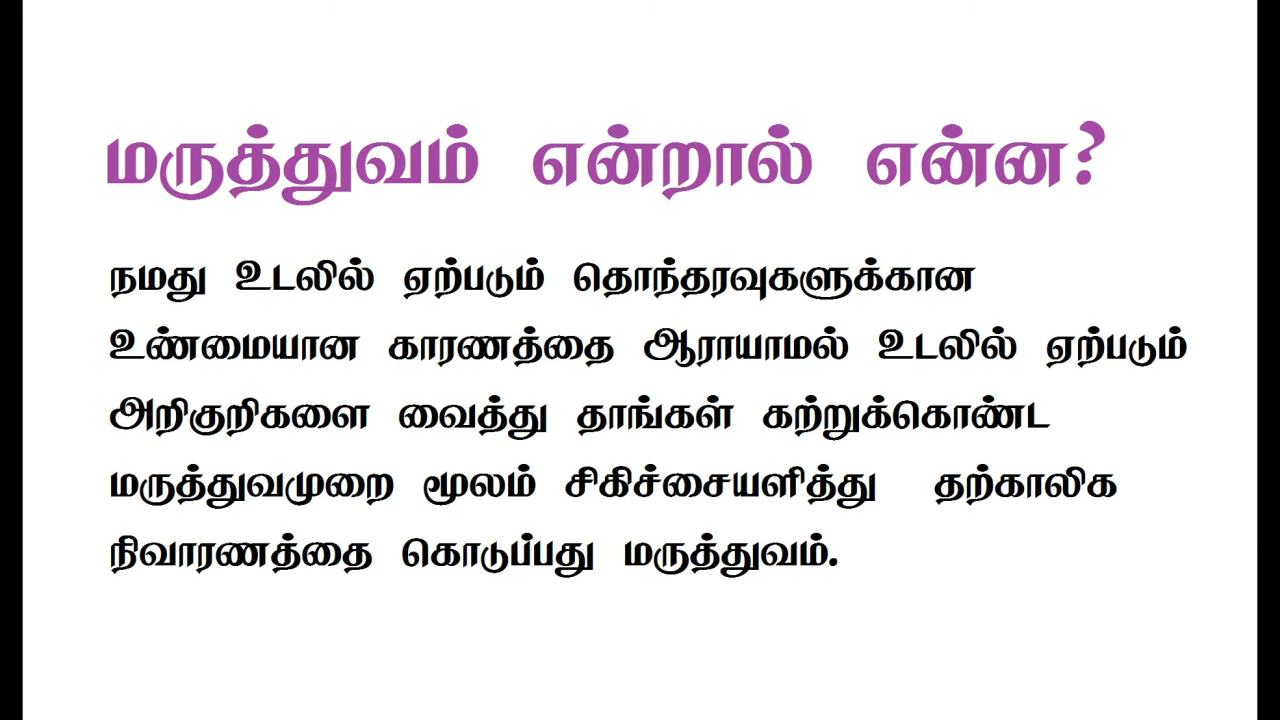 மருத்துவம் என்றால் என்ன?
நமது உடலில் ஏற்படும் தொந்தரவுகளுக்கான
உண்மையான காரணத்தை ஆராயாமல் உடலில் ஏற்படும்
அறிகுறிகளை வைத்து தாங்கள் கற்றுக்கொண்ட
மருத்துவமுறை மூலம் சிகிச்சையளித்து தற்காலிக
நிவாரணத்தை கொடுப்பது மருத்துவம்.